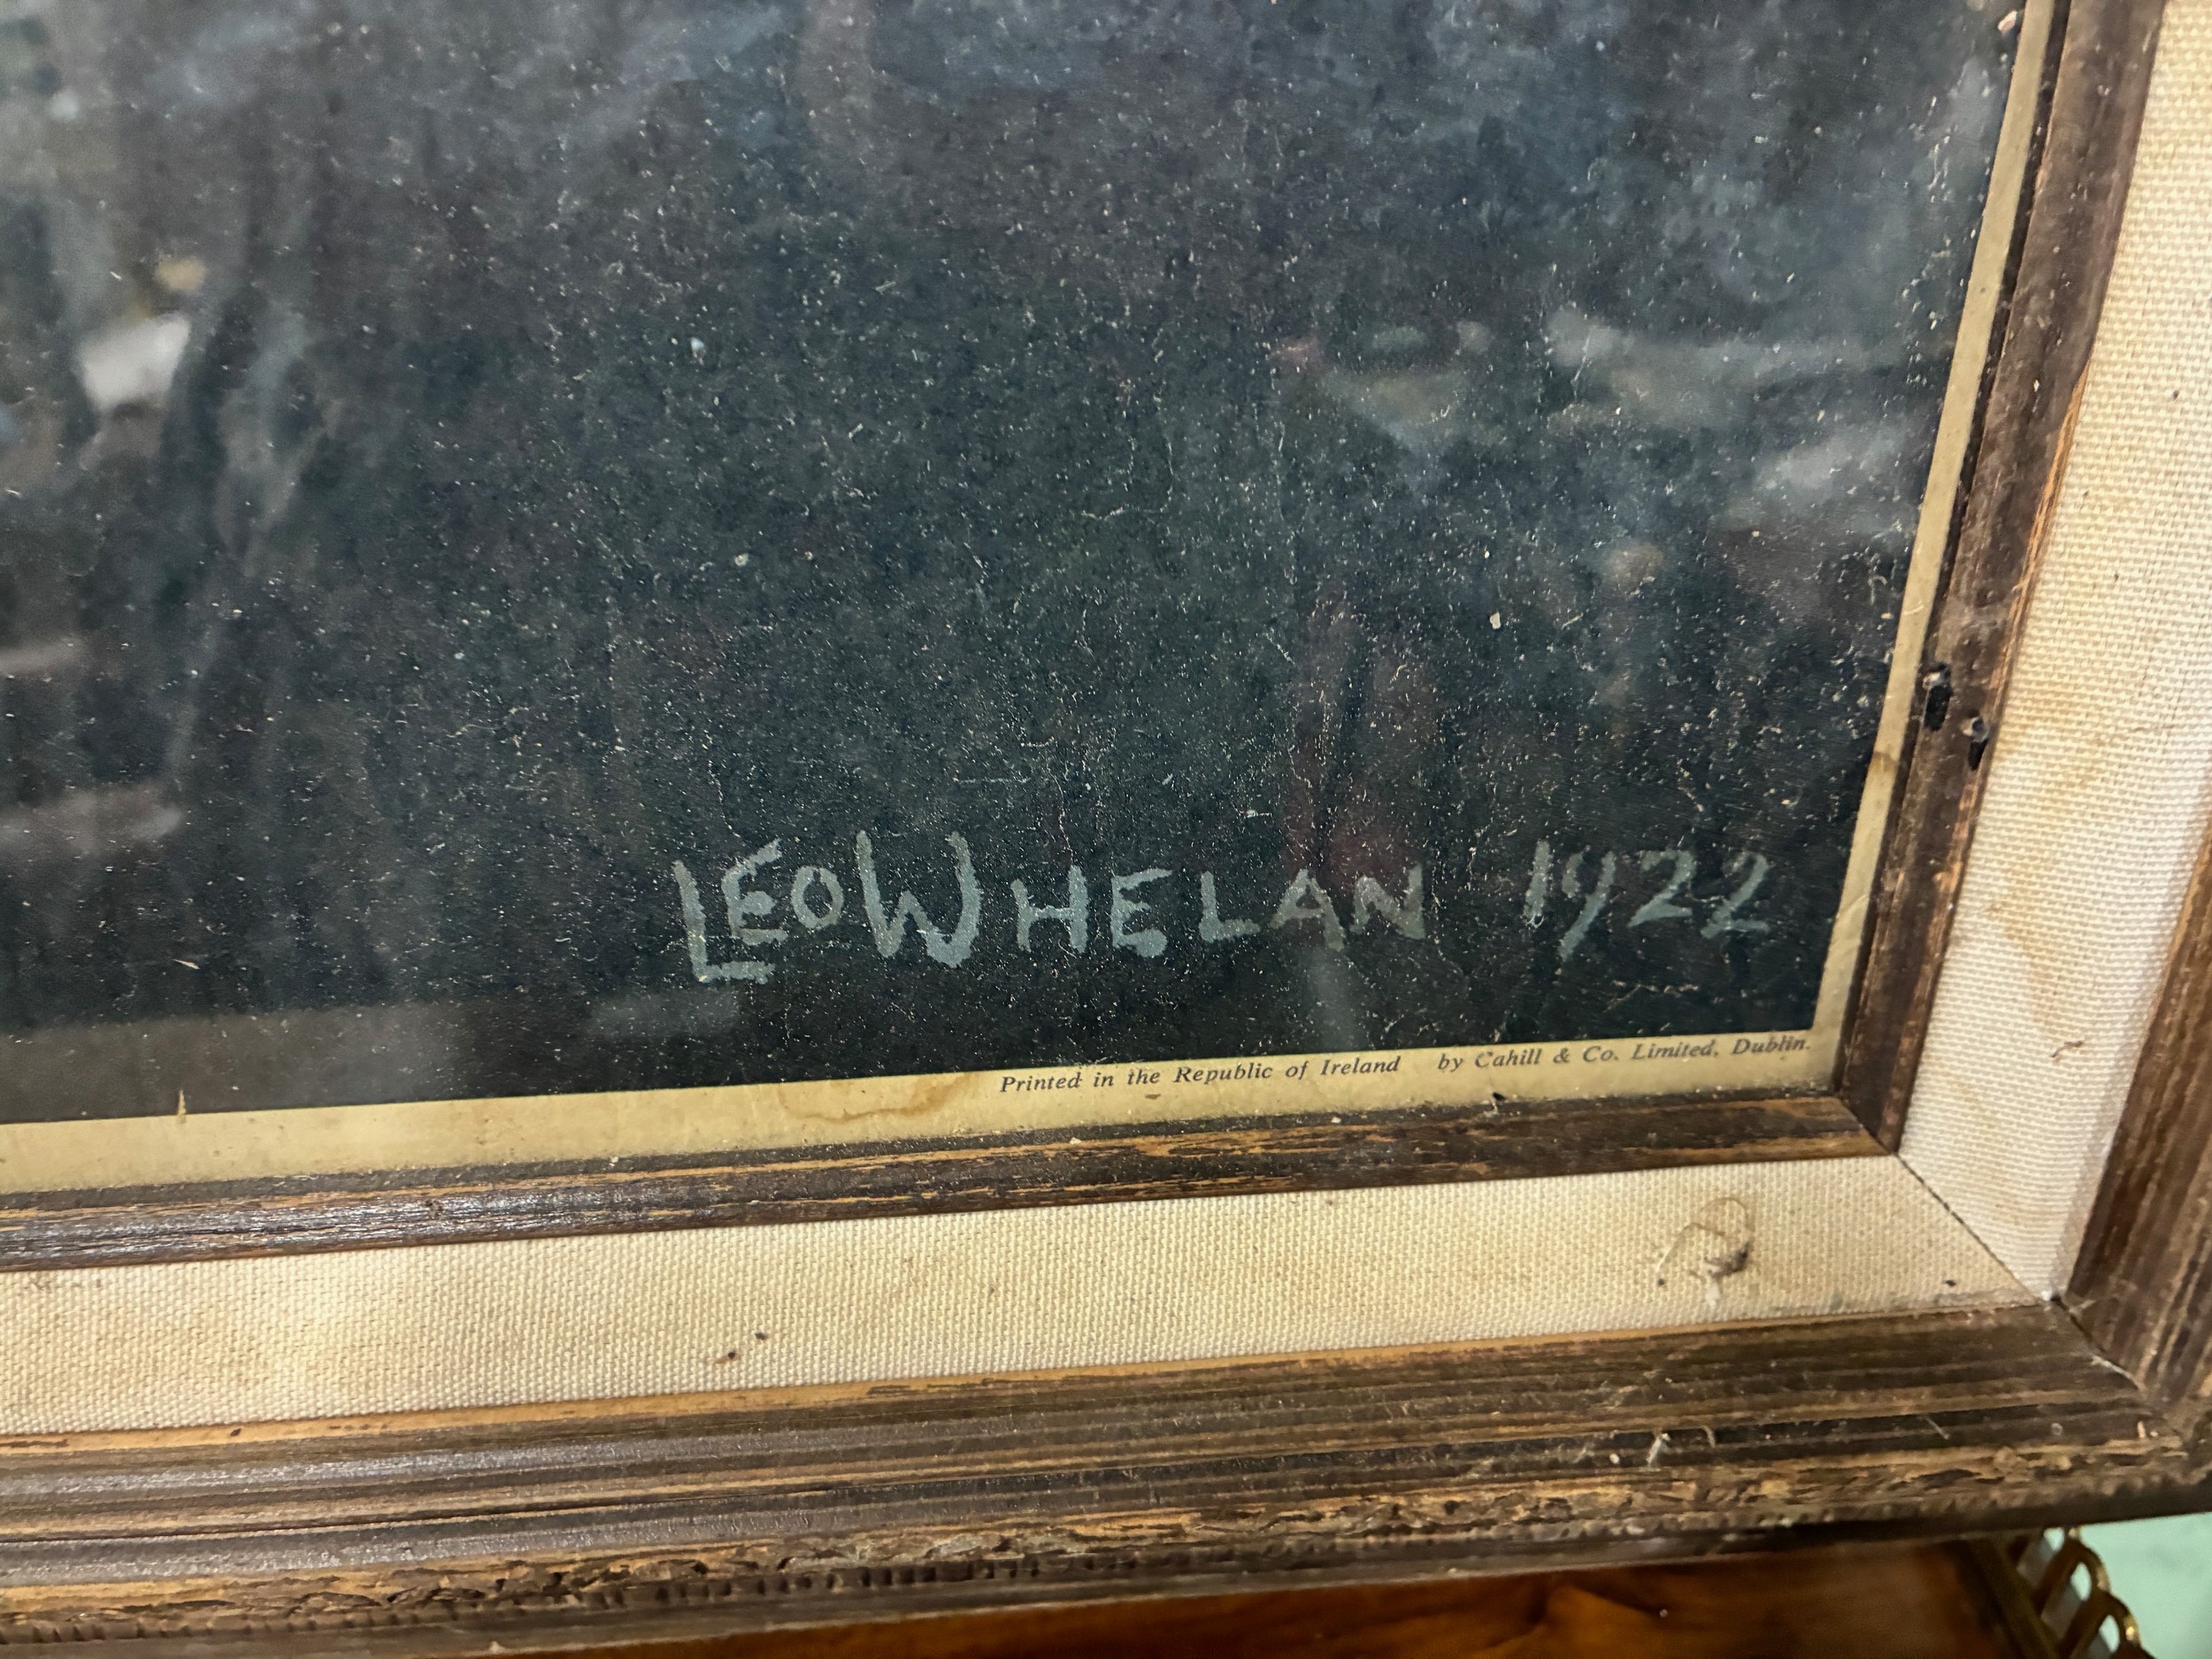 LEO WHELAN 1922
Printed in the Republic of Ireland by Cahill & Co. Limited, Dublin.